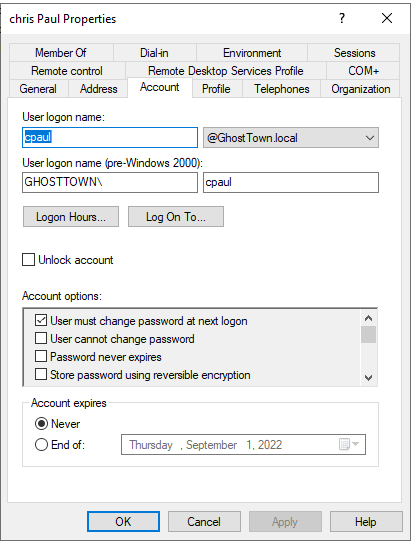 chris Paul Properties
? X
Member Of Dial-in Environment Sessions
Remote control Remote Desktop Services Profile COM+
General Address Account Profile Telephones Organization
User logon name:
cpaul @GhostTown.local
User logon name (pre-Windows 2000):
GHOSTTOWN\ cpaul
Logon Hours... Log On To...
Unlock account
Account options:
User must change password at next logon
User cannot change password
Password never expires
Store password using reversible encryption
Account expires
Never
End of: Thursday , September 1, 2022
OK Cancel Apply Help